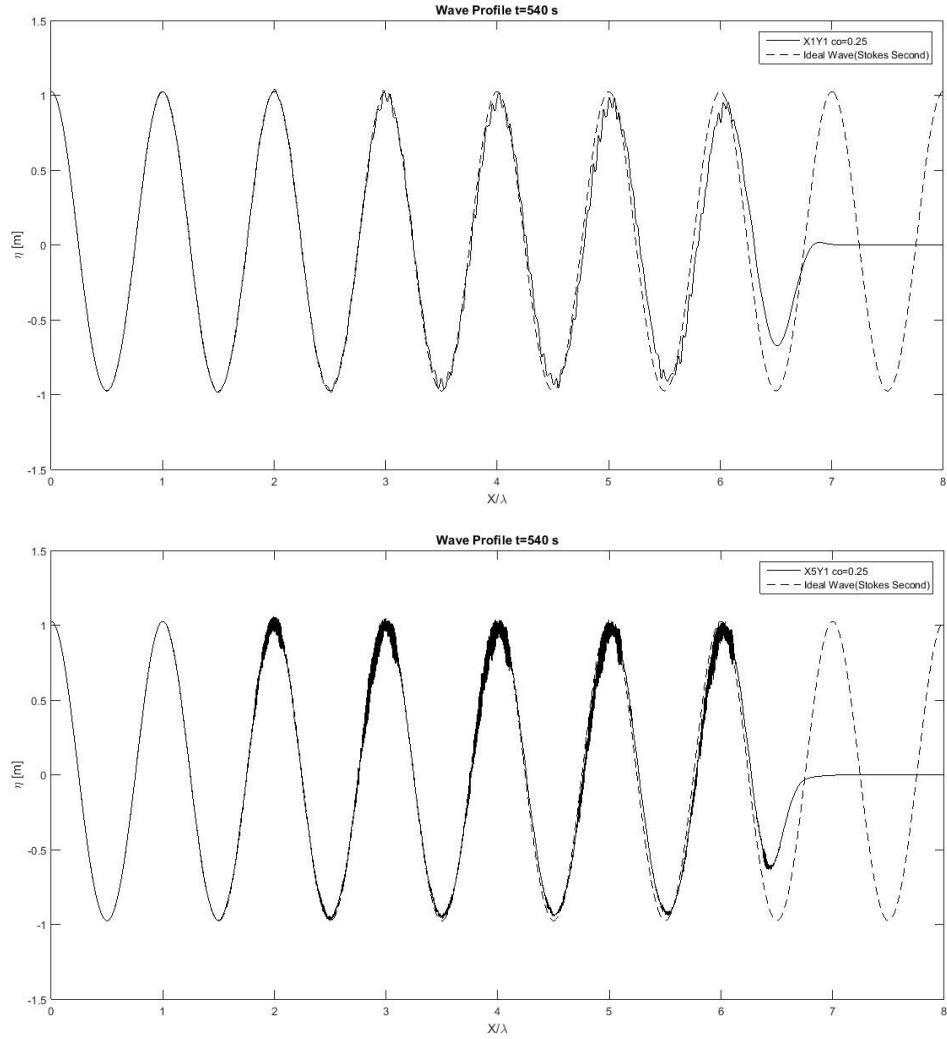 Wave Profile t=540 s
X1Y1 co=0.25
Ideal Wave(Stokes Second)
1.5
1
0.5
0
-0.5
-1
-1.5
η [m]
0 1 2 3 4 5 6 7 8
X/λ
Wave Profile t=540 s
X5Y1 co=0.25
Ideal Wave(Stokes Second)
1.5
1
0.5
0
-0.5
-1
-1.5
η [m]
0 1 2 3 4 5 6 7 8
X/λ